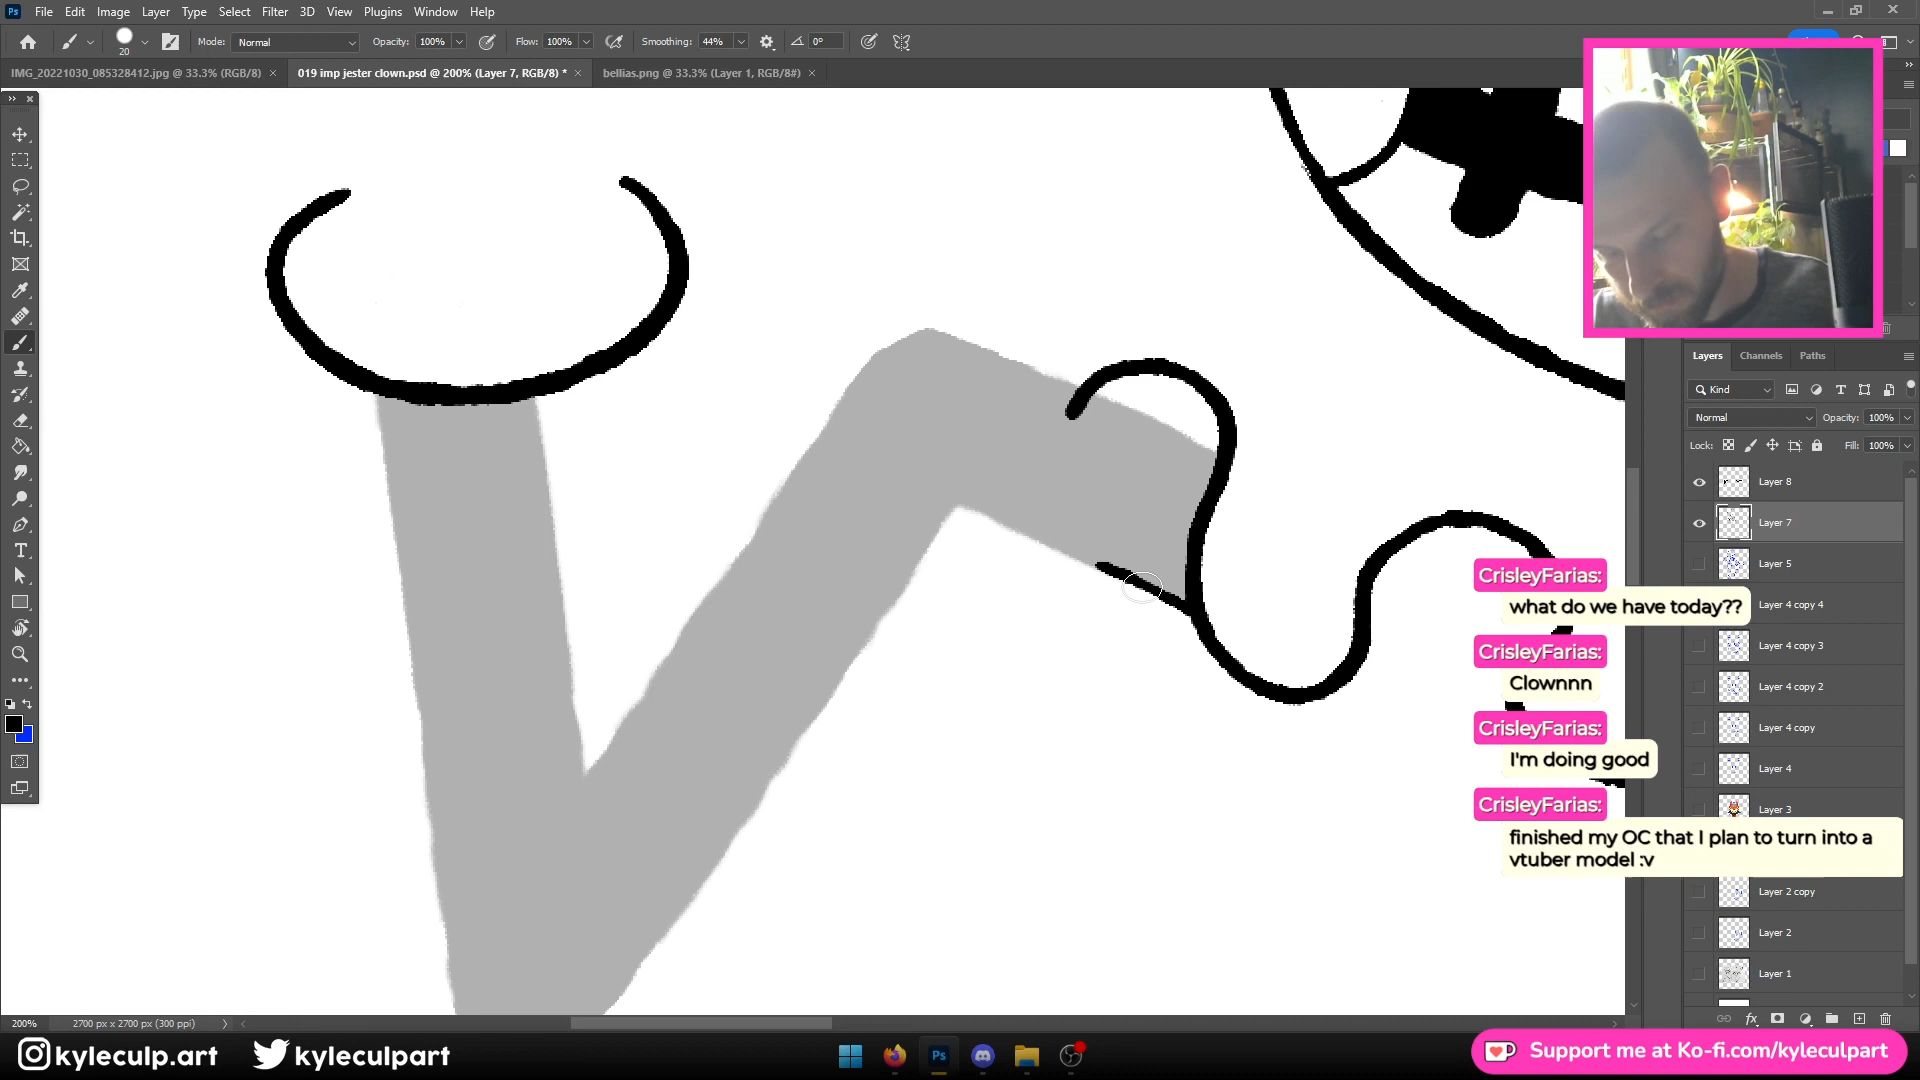 Ps File Edit Image Layer Type Select Filter 3D View Plugins Window Help
20 Mode: Normal Opacity: 100% Flow: 100% Smoothing: 44% 0°
IMG_20221030_085328412.jpg @ 33.3% (RGB/8) × 019 imp jester clown.psd @ 200% (Layer 7, RGB/8) * × bellias.png @ 33.3% (Layer 1, RGB/8#) ×
Layers Channels Paths
Kind
Normal Opacity: 100%
Lock: Fill: 100%
Layer 8
Layer 7
Layer 5
Layer 4 copy 4
Layer 4 copy 3
Layer 4 copy 2
Layer 4 copy
Layer 4
Layer 3
Layer 2 copy
Layer 2
Layer 1
CrisleyFarias:
what do we have today??
CrisleyFarias:
Clownnn
CrisleyFarias:
I'm doing good
CrisleyFarias:
finished my OC that I plan to turn into a
vtuber model :v
200% 2700 px x 2700 px (300 ppi)
kyleculp.art kyleculpart
Ps
Support me at Ko-fi.com/kyleculpart